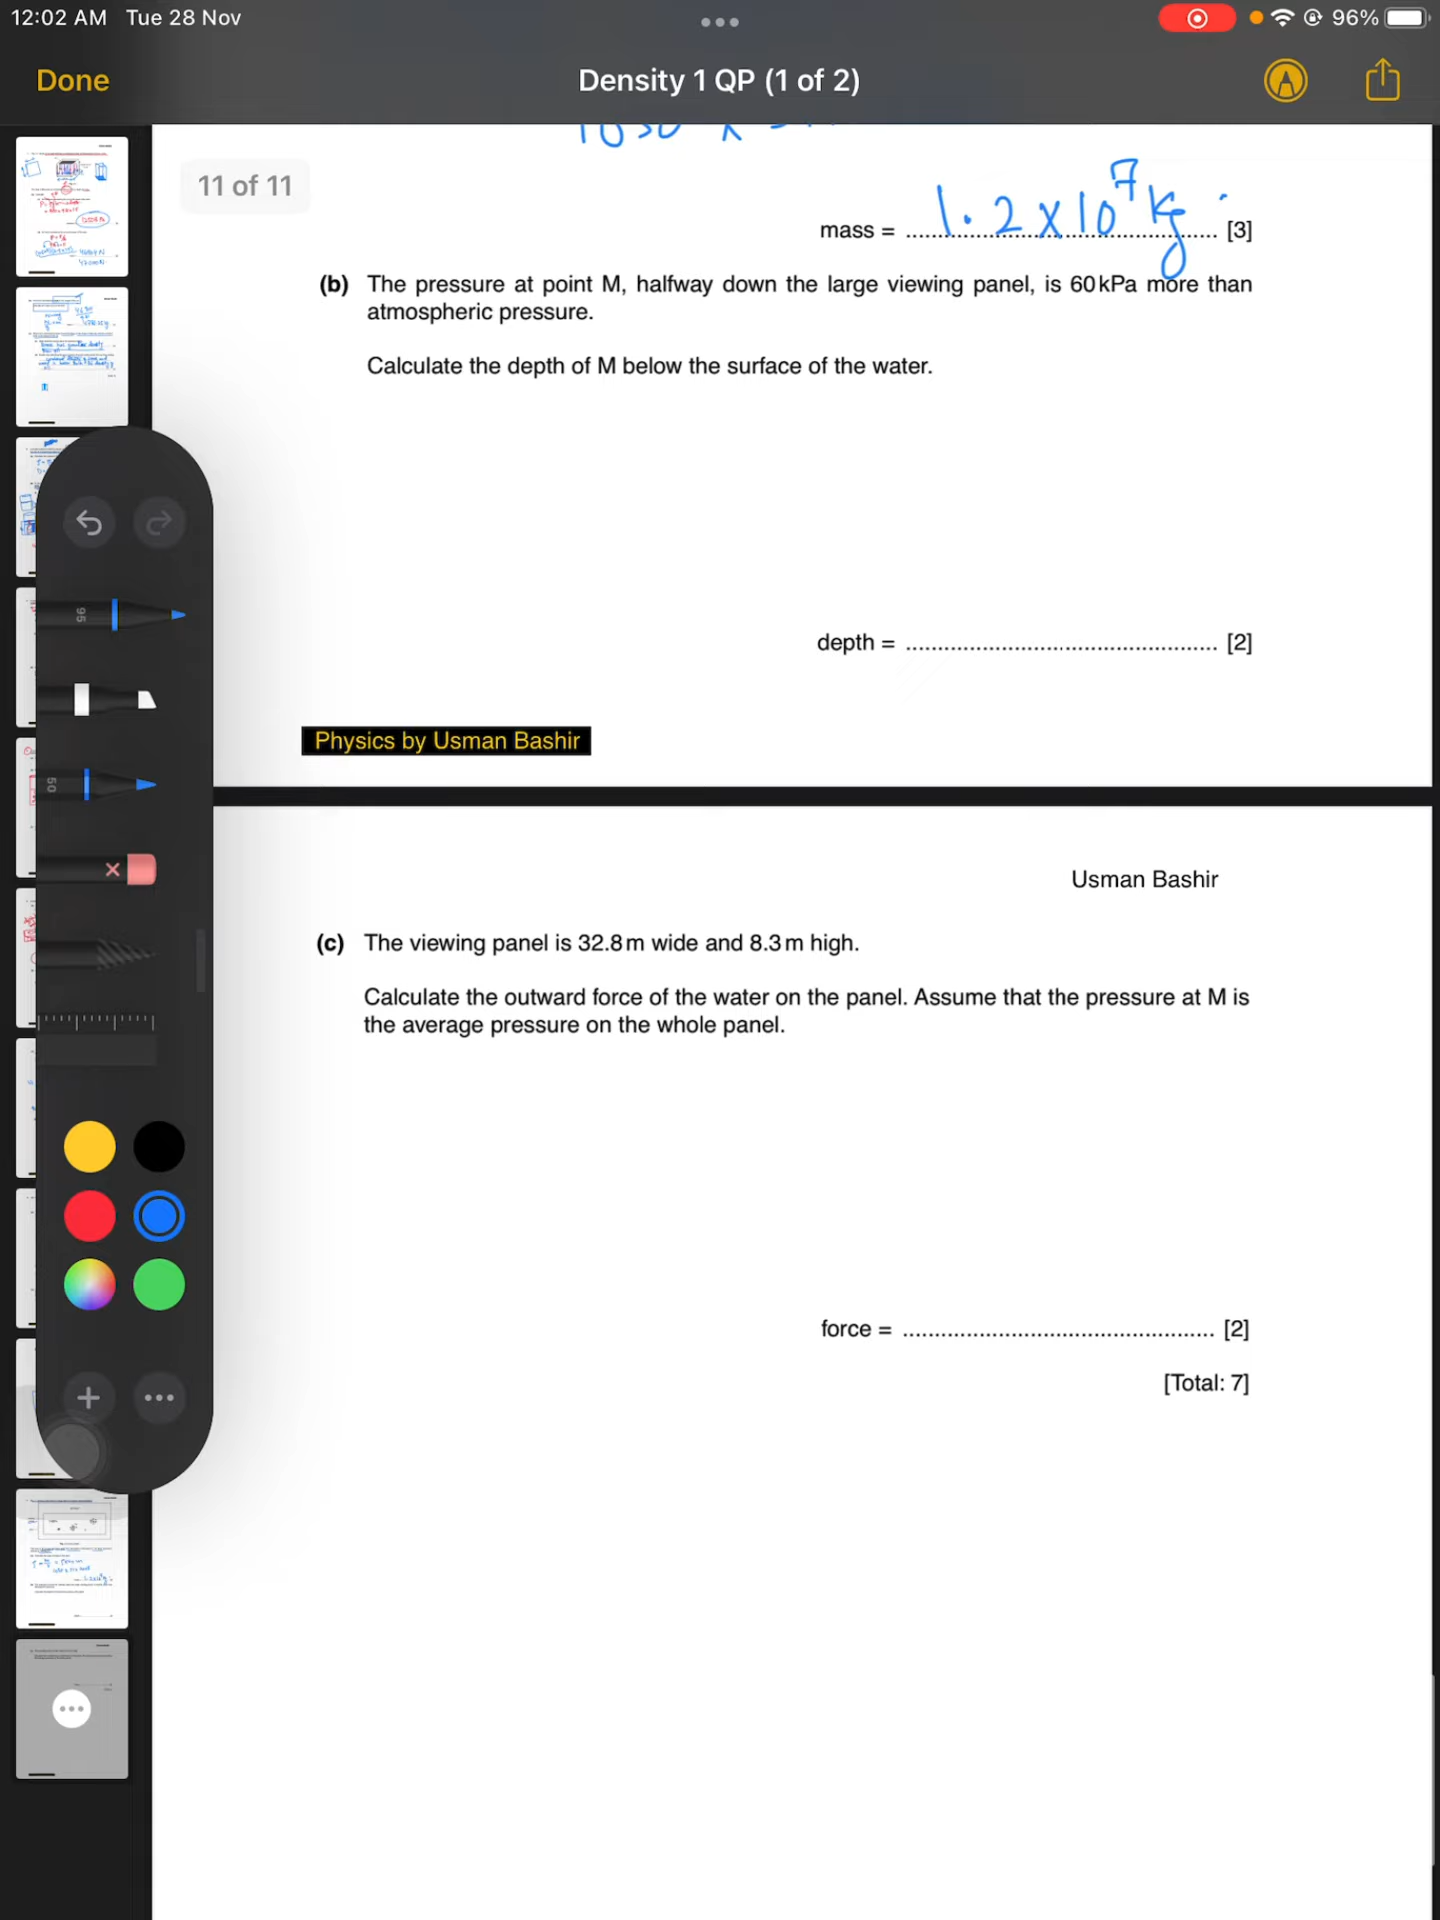 12:02 AM Tue 28 Nov
96%
Done
Density 1 QP (1 of 2)
11 of 11
mass = 1.2 x 10^7 kg [3]
(b) The pressure at point M, halfway down the large viewing panel, is 60 kPa more than
atmospheric pressure.
Calculate the depth of M below the surface of the water.
depth = ................................................ [2]
Physics by Usman Bashir
Usman Bashir
(c) The viewing panel is 32.8 m wide and 8.3 m high.
Calculate the outward force of the water on the panel. Assume that the pressure at M is
the average pressure on the whole panel.
force = ................................................ [2]
[Total: 7]
95
50